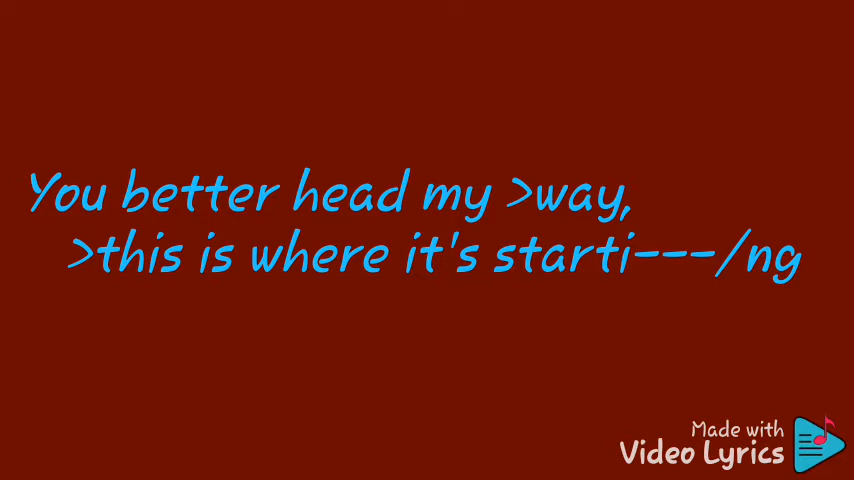 You better head my >way,
>this is where it's starti---/ng
Made with
Video Lyrics